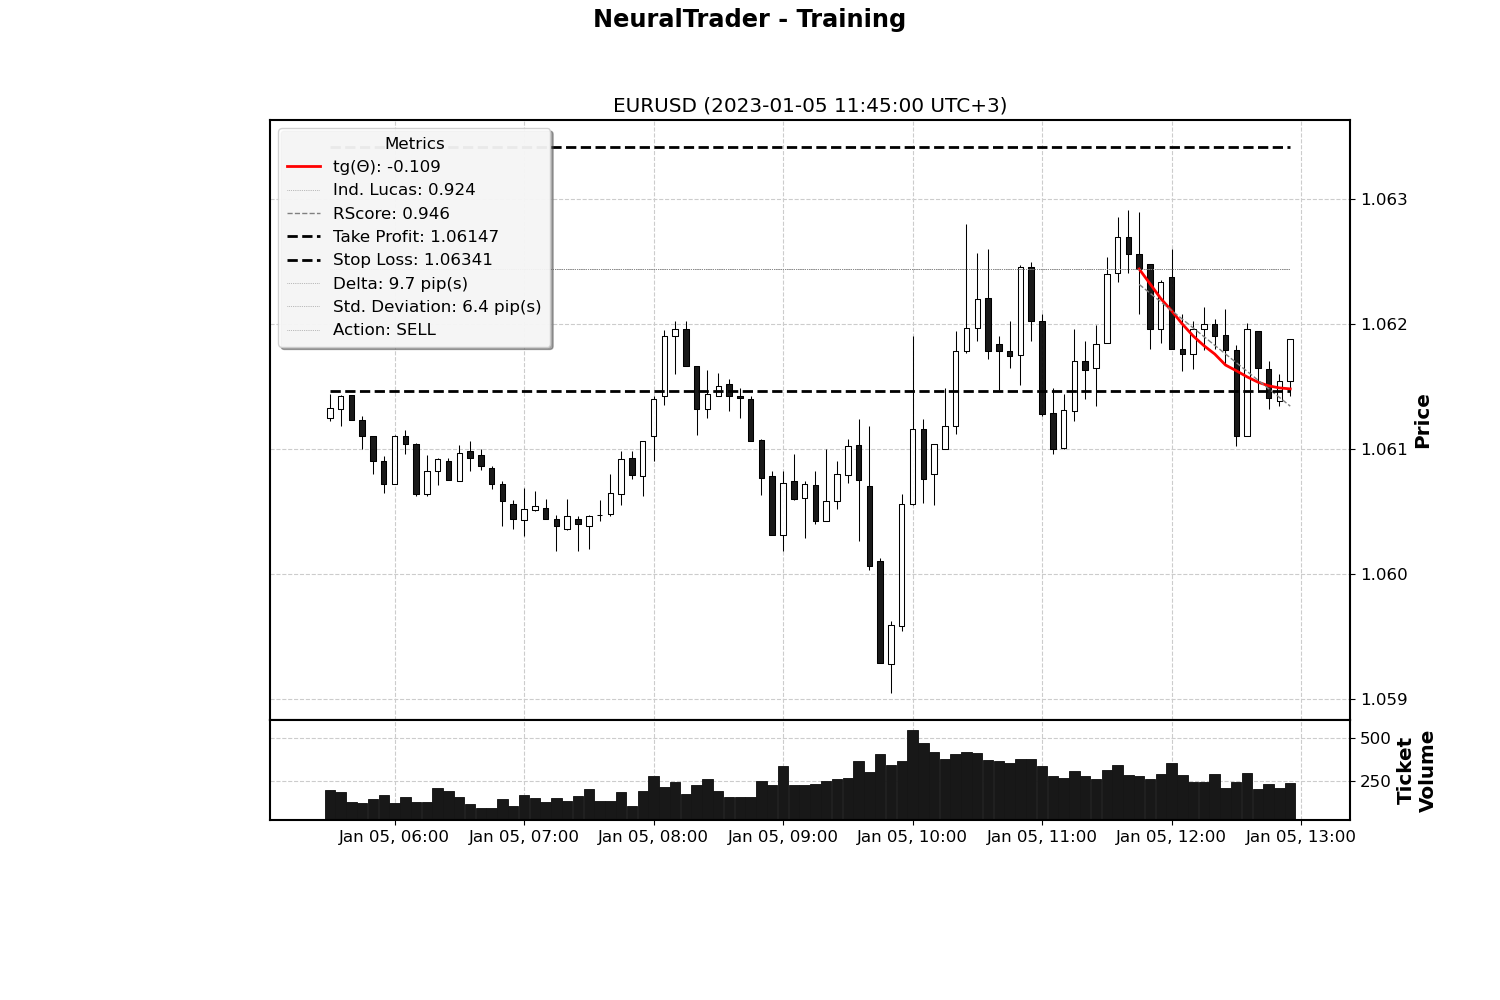 NeuralTrader - Training
EURUSD (2023-01-05 11:45:00 UTC+3)
Metrics
tg(Θ): -0.109
Ind. Lucas: 0.924
RScore: 0.946
Take Profit: 1.06147
Stop Loss: 1.06341
Delta: 9.7 pip(s)
Std. Deviation: 6.4 pip(s)
Action: SELL
1.063
1.062
1.061
1.060
1.059
Price
500
250
Ticket
Volume
Jan 05, 06:00
Jan 05, 07:00
Jan 05, 08:00
Jan 05, 09:00
Jan 05, 10:00
Jan 05, 11:00
Jan 05, 12:00
Jan 05, 13:00